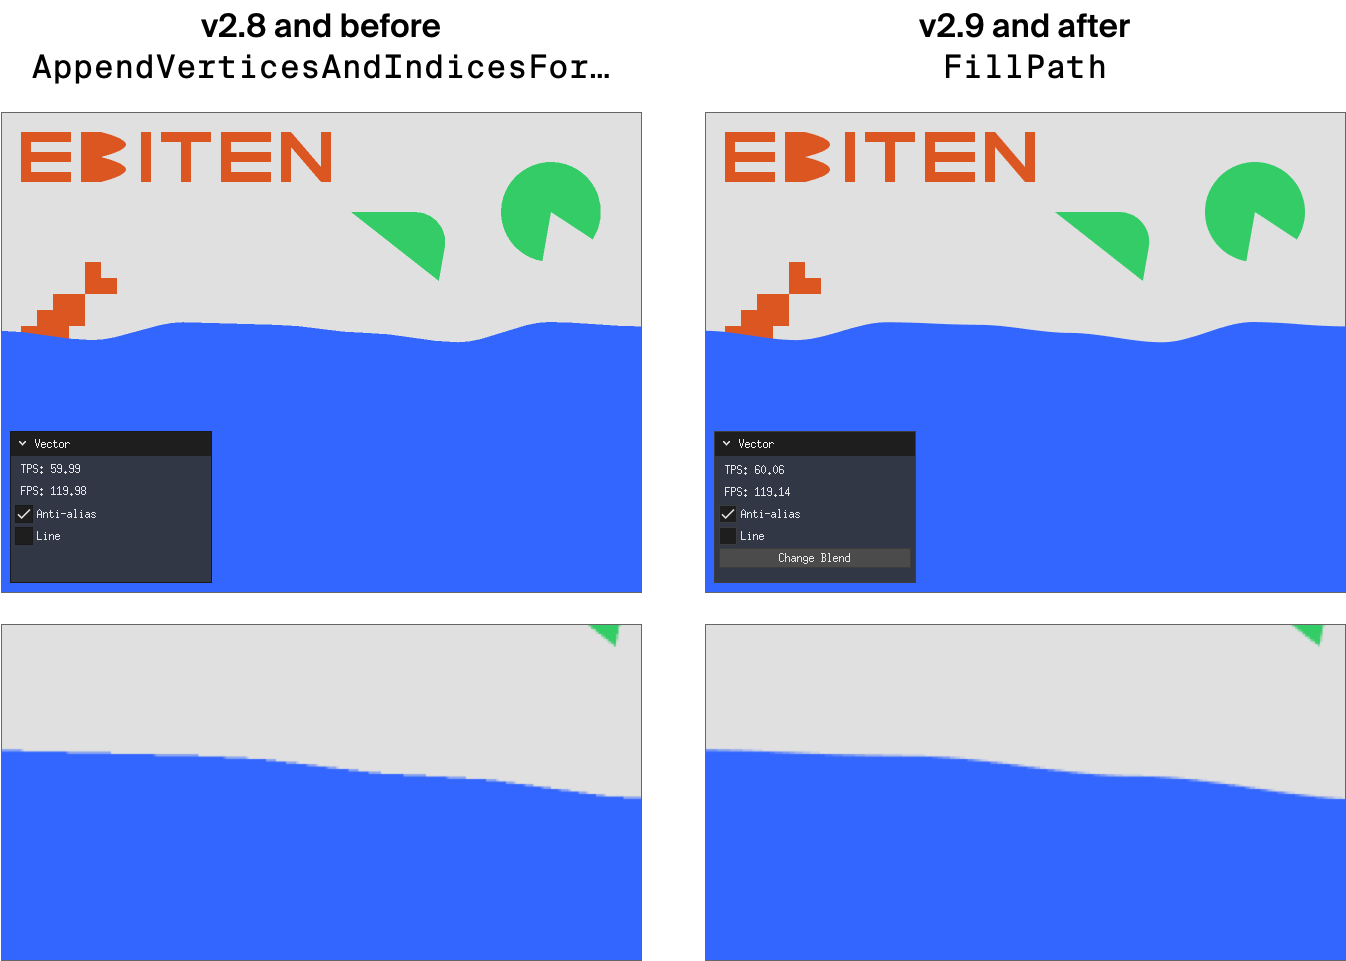 v2.8 and before
AppendVerticesAndIndicesFor…
EBITEN
Vector
TPS: 59.99
FPS: 119.98
Anti-alias
Line
v2.9 and after
FillPath
EBITEN
Vector
TPS: 60.06
FPS: 119.14
Anti-alias
Line
Change Blend